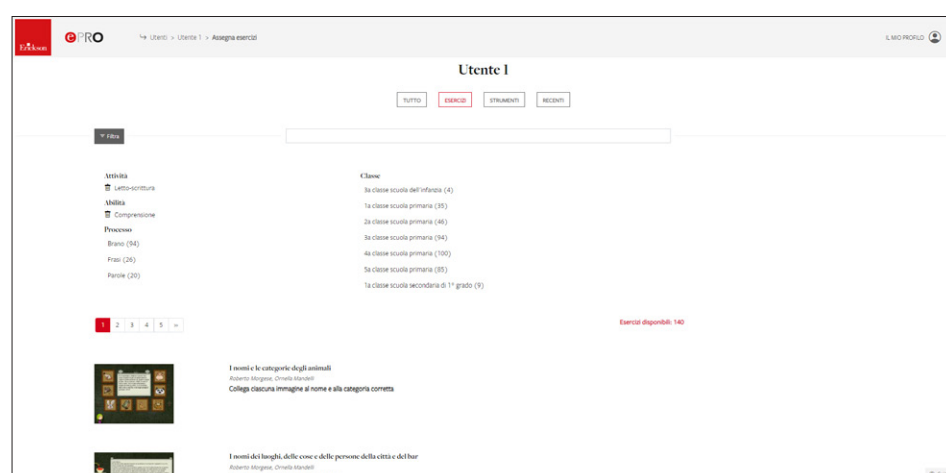 Erickson
ePRO
↪ Utenti > Utente 1 > Assegna esercizi
IL MIO PROFILO
Utente 1
TUTTO
ESERCIZI
STRUMENTI
RECENTI
Filtra
Attività
Letto-scrittura
Abilità
Comprensione
Processo
Brano (94)
Frasi (26)
Parole (20)
Classe
3a classe scuola dell'infanzia (4)
1a classe scuola primaria (35)
2a classe scuola primaria (46)
3a classe scuola primaria (94)
4a classe scuola primaria (100)
5a classe scuola primaria (85)
1a classe scuola secondaria di 1° grado (9)
1 2 3 4 5 »
Esercizi disponibili: 140
I nomi e le categorie degli animali
Roberto Morgese, Ornella Mandelli
Collega ciascuna immagine al nome e alla categoria corretta
I nomi dei luoghi, delle cose e delle persone della città e del bar
Roberto Morgese, Ornella Mandelli